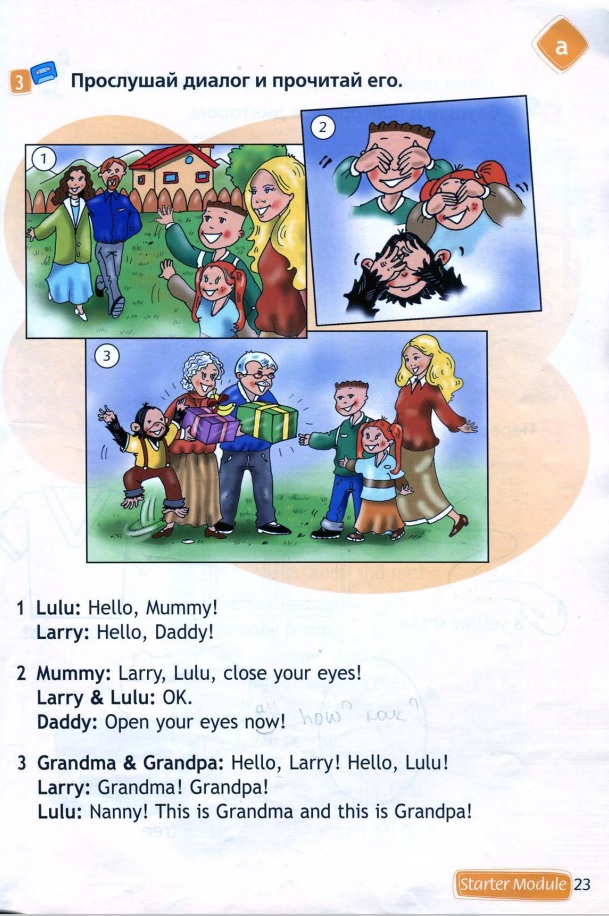 a
3 Прослушай диалог и прочитай его.
1
2
3
1 Lulu: Hello, Mummy!
Larry: Hello, Daddy!
2 Mummy: Larry, Lulu, close your eyes!
Larry & Lulu: OK.
Daddy: Open your eyes now!
how? как?
3 Grandma & Grandpa: Hello, Larry! Hello, Lulu!
Larry: Grandma! Grandpa!
Lulu: Nanny! This is Grandma and this is Grandpa!
Starter Module 23